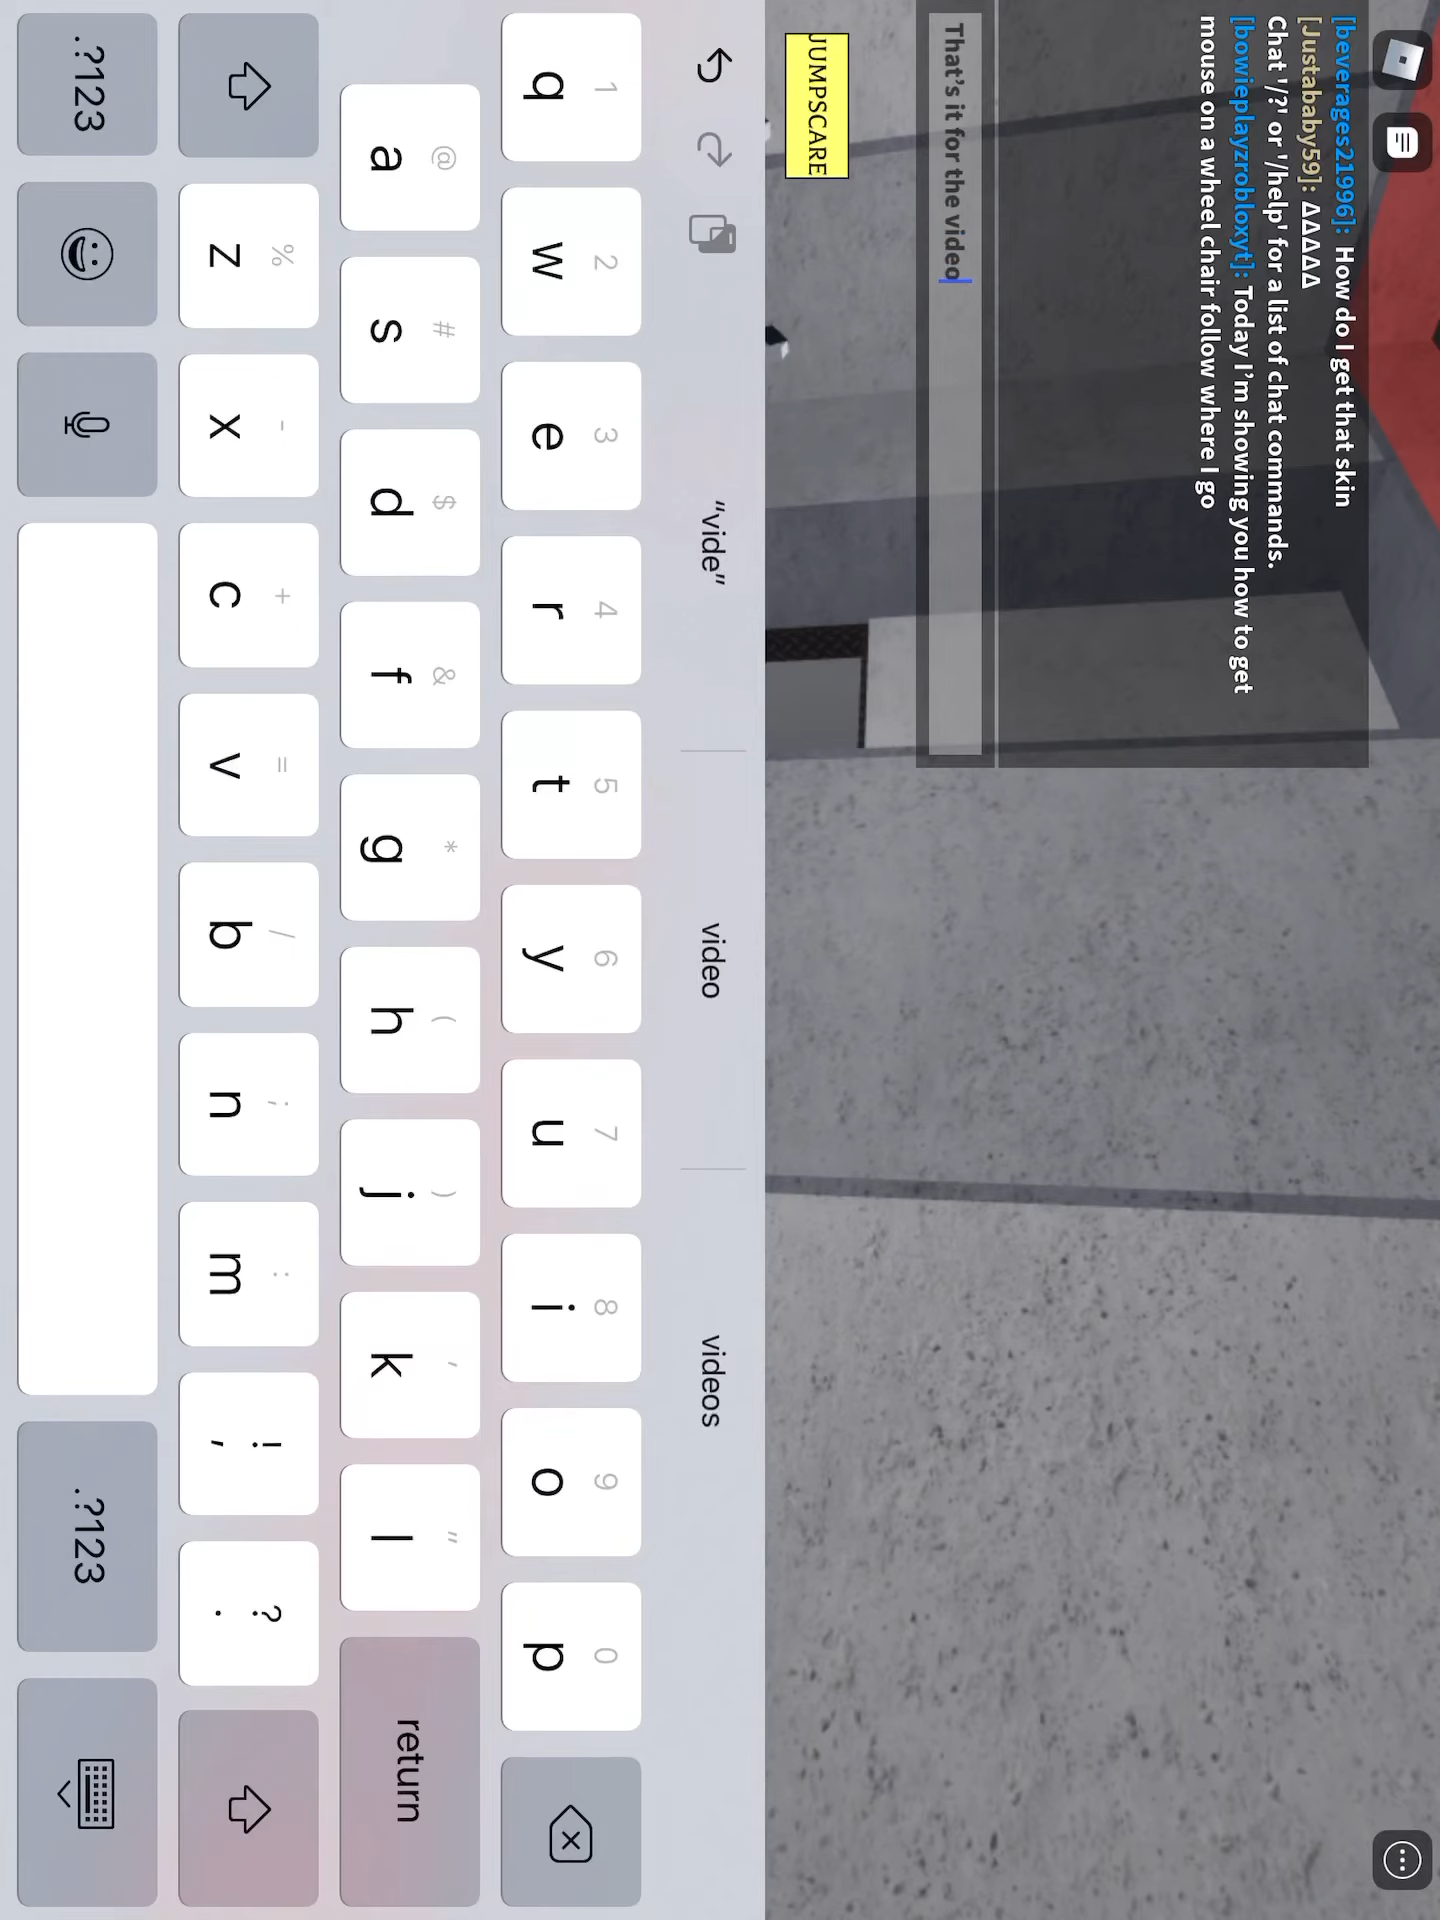 [beverages21996]: How do I get that skin
[Justababy59]: ΔΔΔΔΔ
Chat '/?' or '/help' for a list of chat commands.
[bowieplayzrobloxyt]: Today I'm showing you how to get
mouse on a wheel chair follow where I go
That's it for the video
JUMPSCARE
"vide" video videos
1 2 3 4 5 6 7 8 9 0
q w e r t y u i o p
@ # $ & * ( ) ' "
a s d f g h j k l return
% - + = / ; : ! ?
z x c v b n m , .
.?123 .?123